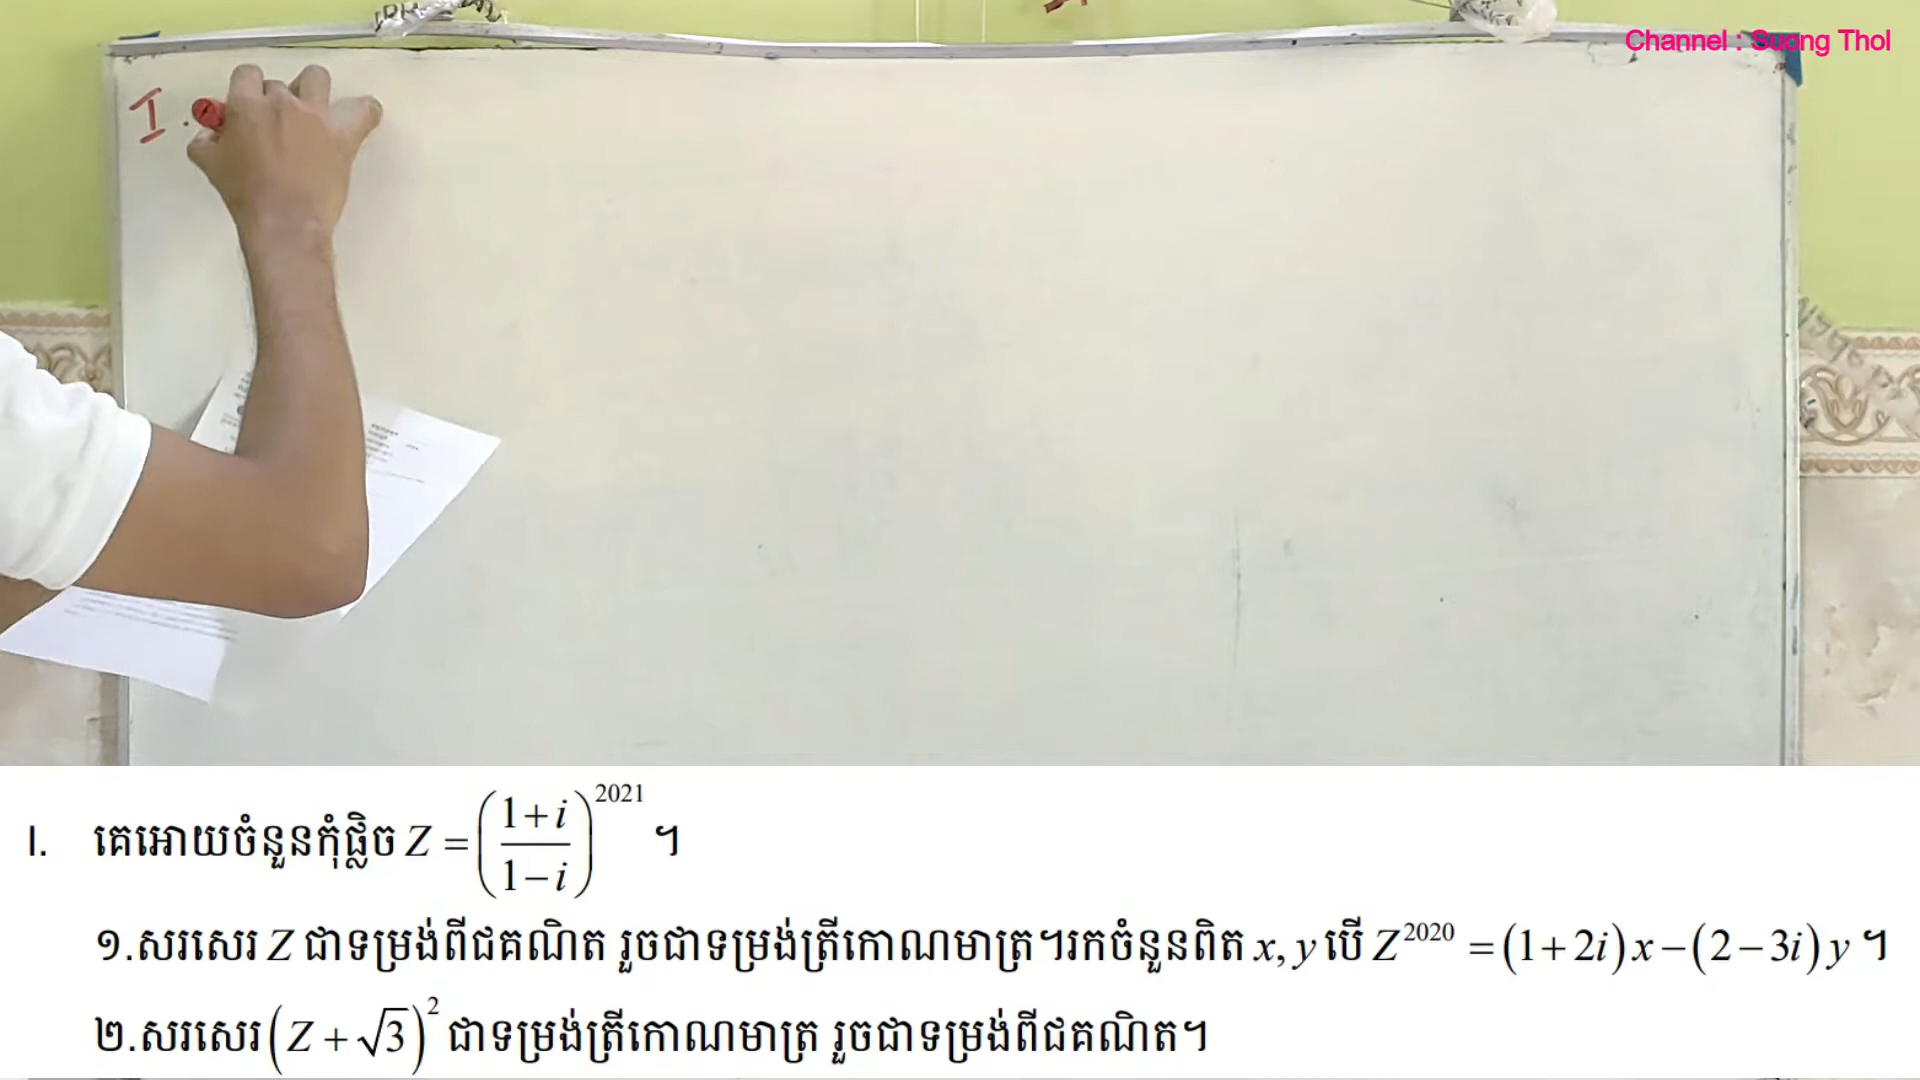 Channel : Suong Thol
I.
I. គេអោយចំនួនកុំផ្លិច Z = ((1+i)/(1−i))^2021 ។
១.សរសេរ Z ជាទម្រង់ពីជគណិត រួចជាទម្រង់ត្រីកោណមាត្រ។រកចំនួនពិត x, y បើ Z^2020 = (1+2i)x−(2−3i)y ។
២.សរសេរ (Z+√3)^2 ជាទម្រង់ត្រីកោណមាត្រ រួចជាទម្រង់ពីជគណិត។